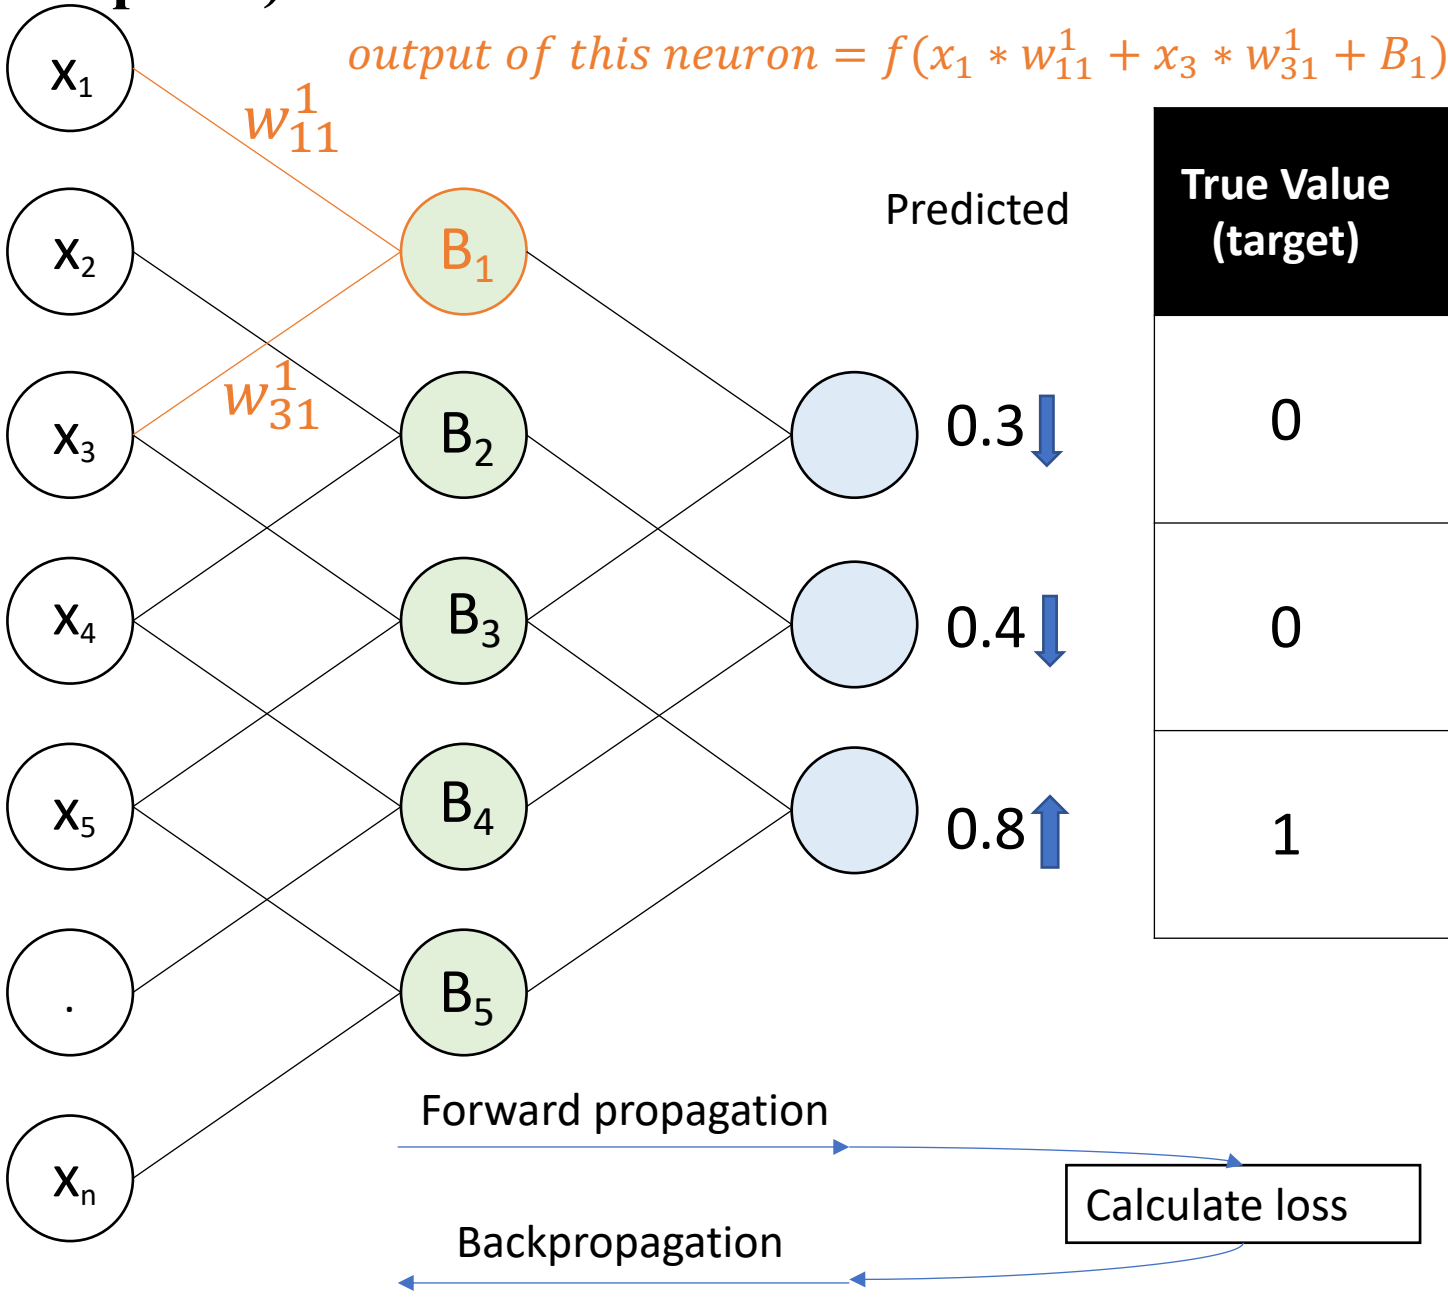 output of this neuron = f(x₁ * w¹₁₁ + x₃ * w¹₃₁ + B₁)
x₁
w¹₁₁
True Value
(target)
Predicted
x₂
B₁
w¹₃₁
x₃
B₂
0.3
0
x₄
B₃
0.4
0
x₅
B₄
0.8
1
.
B₅
Forward propagation
xₙ
Calculate loss
Backpropagation